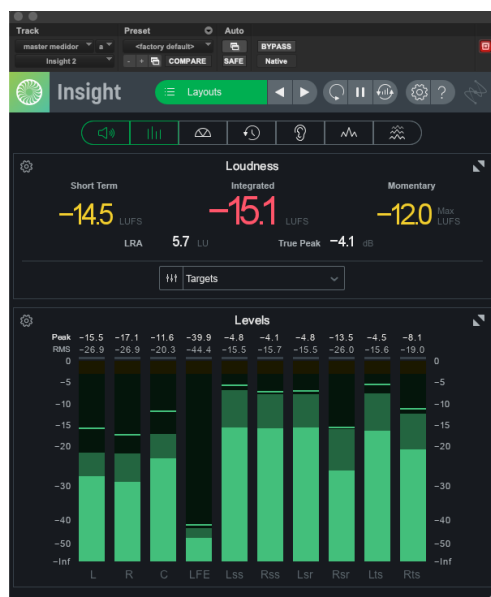 Track Preset Auto
master medidor a <factory default> BYPASS
Insight 2 - + COMPARE SAFE Native
Insight Layouts ?
Loudness
Short Term Integrated Momentary
-14.5 LUFS -15.1 LUFS -12.0 Max LUFS
LRA 5.7 LU True Peak -4.1 dB
Targets
Levels
Peak -15.5 -17.1 -11.6 -39.9 -4.8 -4.1 -4.8 -13.5 -4.5 -8.1
RMS -26.9 -26.9 -20.3 -44.4 -15.5 -15.7 -15.5 -26.0 -15.6 -19.0
0 0
-5 -5
-10 -10
-15 -15
-20 -20
-30 -30
-40 -40
-50 -50
-Inf -Inf
L R C LFE Lss Rss Lsr Rsr Lts Rts